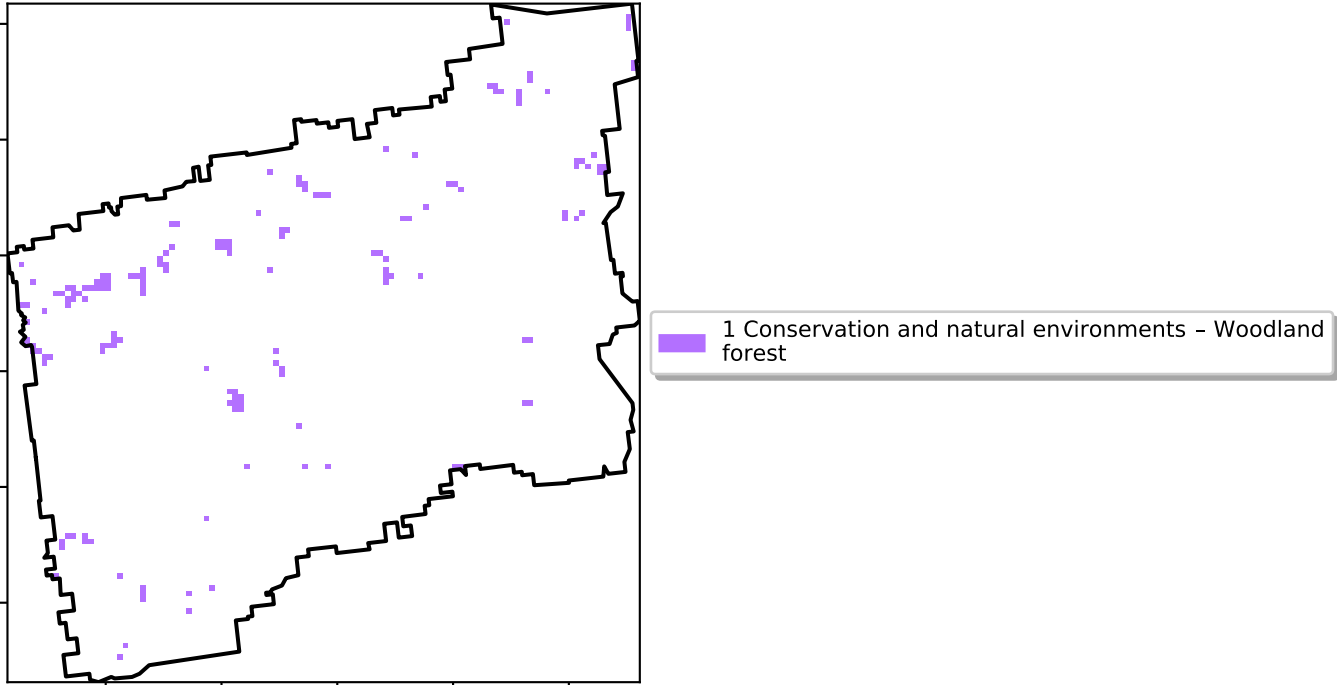 1 Conservation and natural environments – Woodland
forest